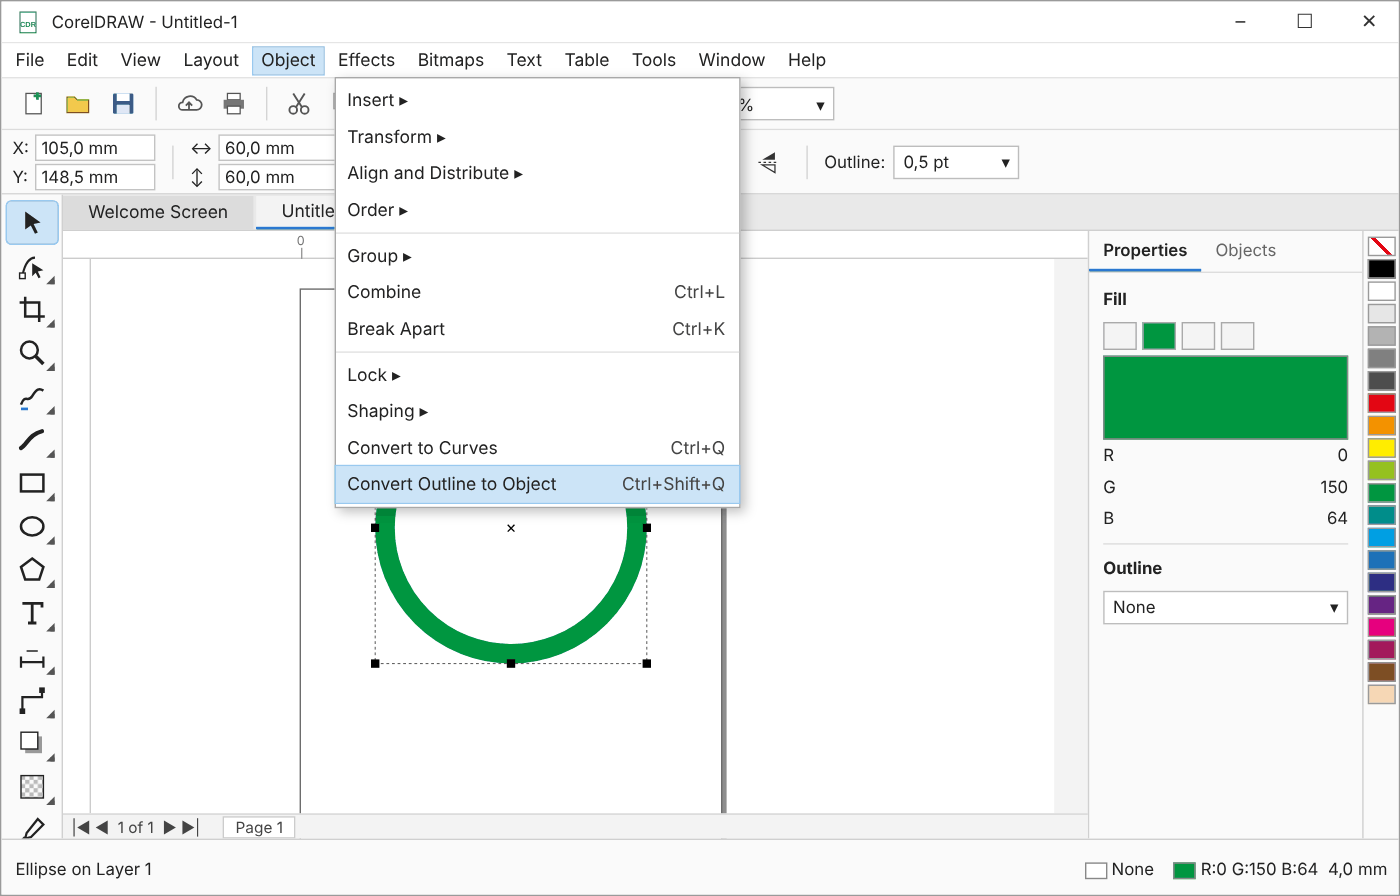 CDR CorelDRAW - Untitled-1
File Edit View Layout Object Effects Bitmaps Text Table Tools Window Help
%
X: 105,0 mm 60,0 mm
Y: 148,5 mm 60,0 mm
Outline: 0,5 pt
Welcome Screen Untitle
0
Insert ▸
Transform ▸
Align and Distribute ▸
Order ▸
Group ▸
Combine Ctrl+L
Break Apart Ctrl+K
Lock ▸
Shaping ▸
Convert to Curves Ctrl+Q
Convert Outline to Object Ctrl+Shift+Q
Properties Objects
Fill
R 0
G 150
B 64
Outline
None
1 of 1 Page 1
Ellipse on Layer 1 None R:0 G:150 B:64 4,0 mm